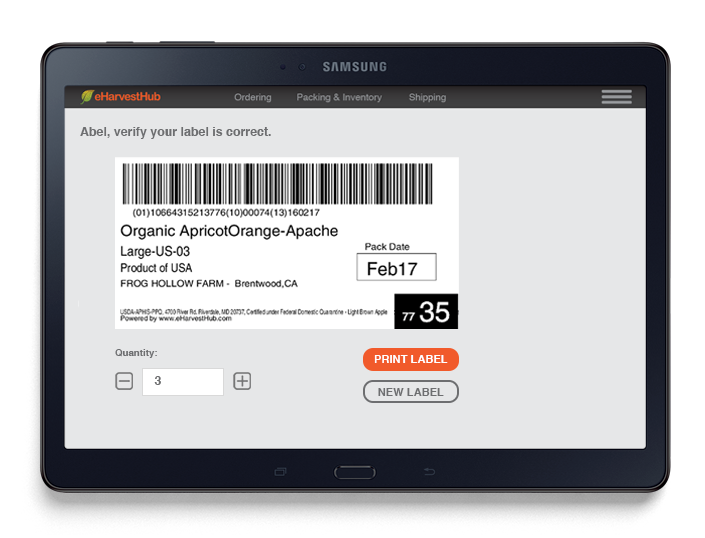 SAMSUNG
eHarvestHub Ordering Packing & Inventory Shipping
Abel, verify your label is correct.
(01)10664315213776(10)00074(13)160217
Organic ApricotOrange-Apache
Large-US-03
Pack Date
Product of USA
Feb17
FROG HOLLOW FARM - Brentwood,CA
USDA-APHIS-PPQ, 4700 River Rd. Riverdale, MD 20737, Certified under Federal Domestic Quarantine - Light Brown Apple
Powered by www.eHarvestHub.com
77 35
Quantity:
3
PRINT LABEL
NEW LABEL